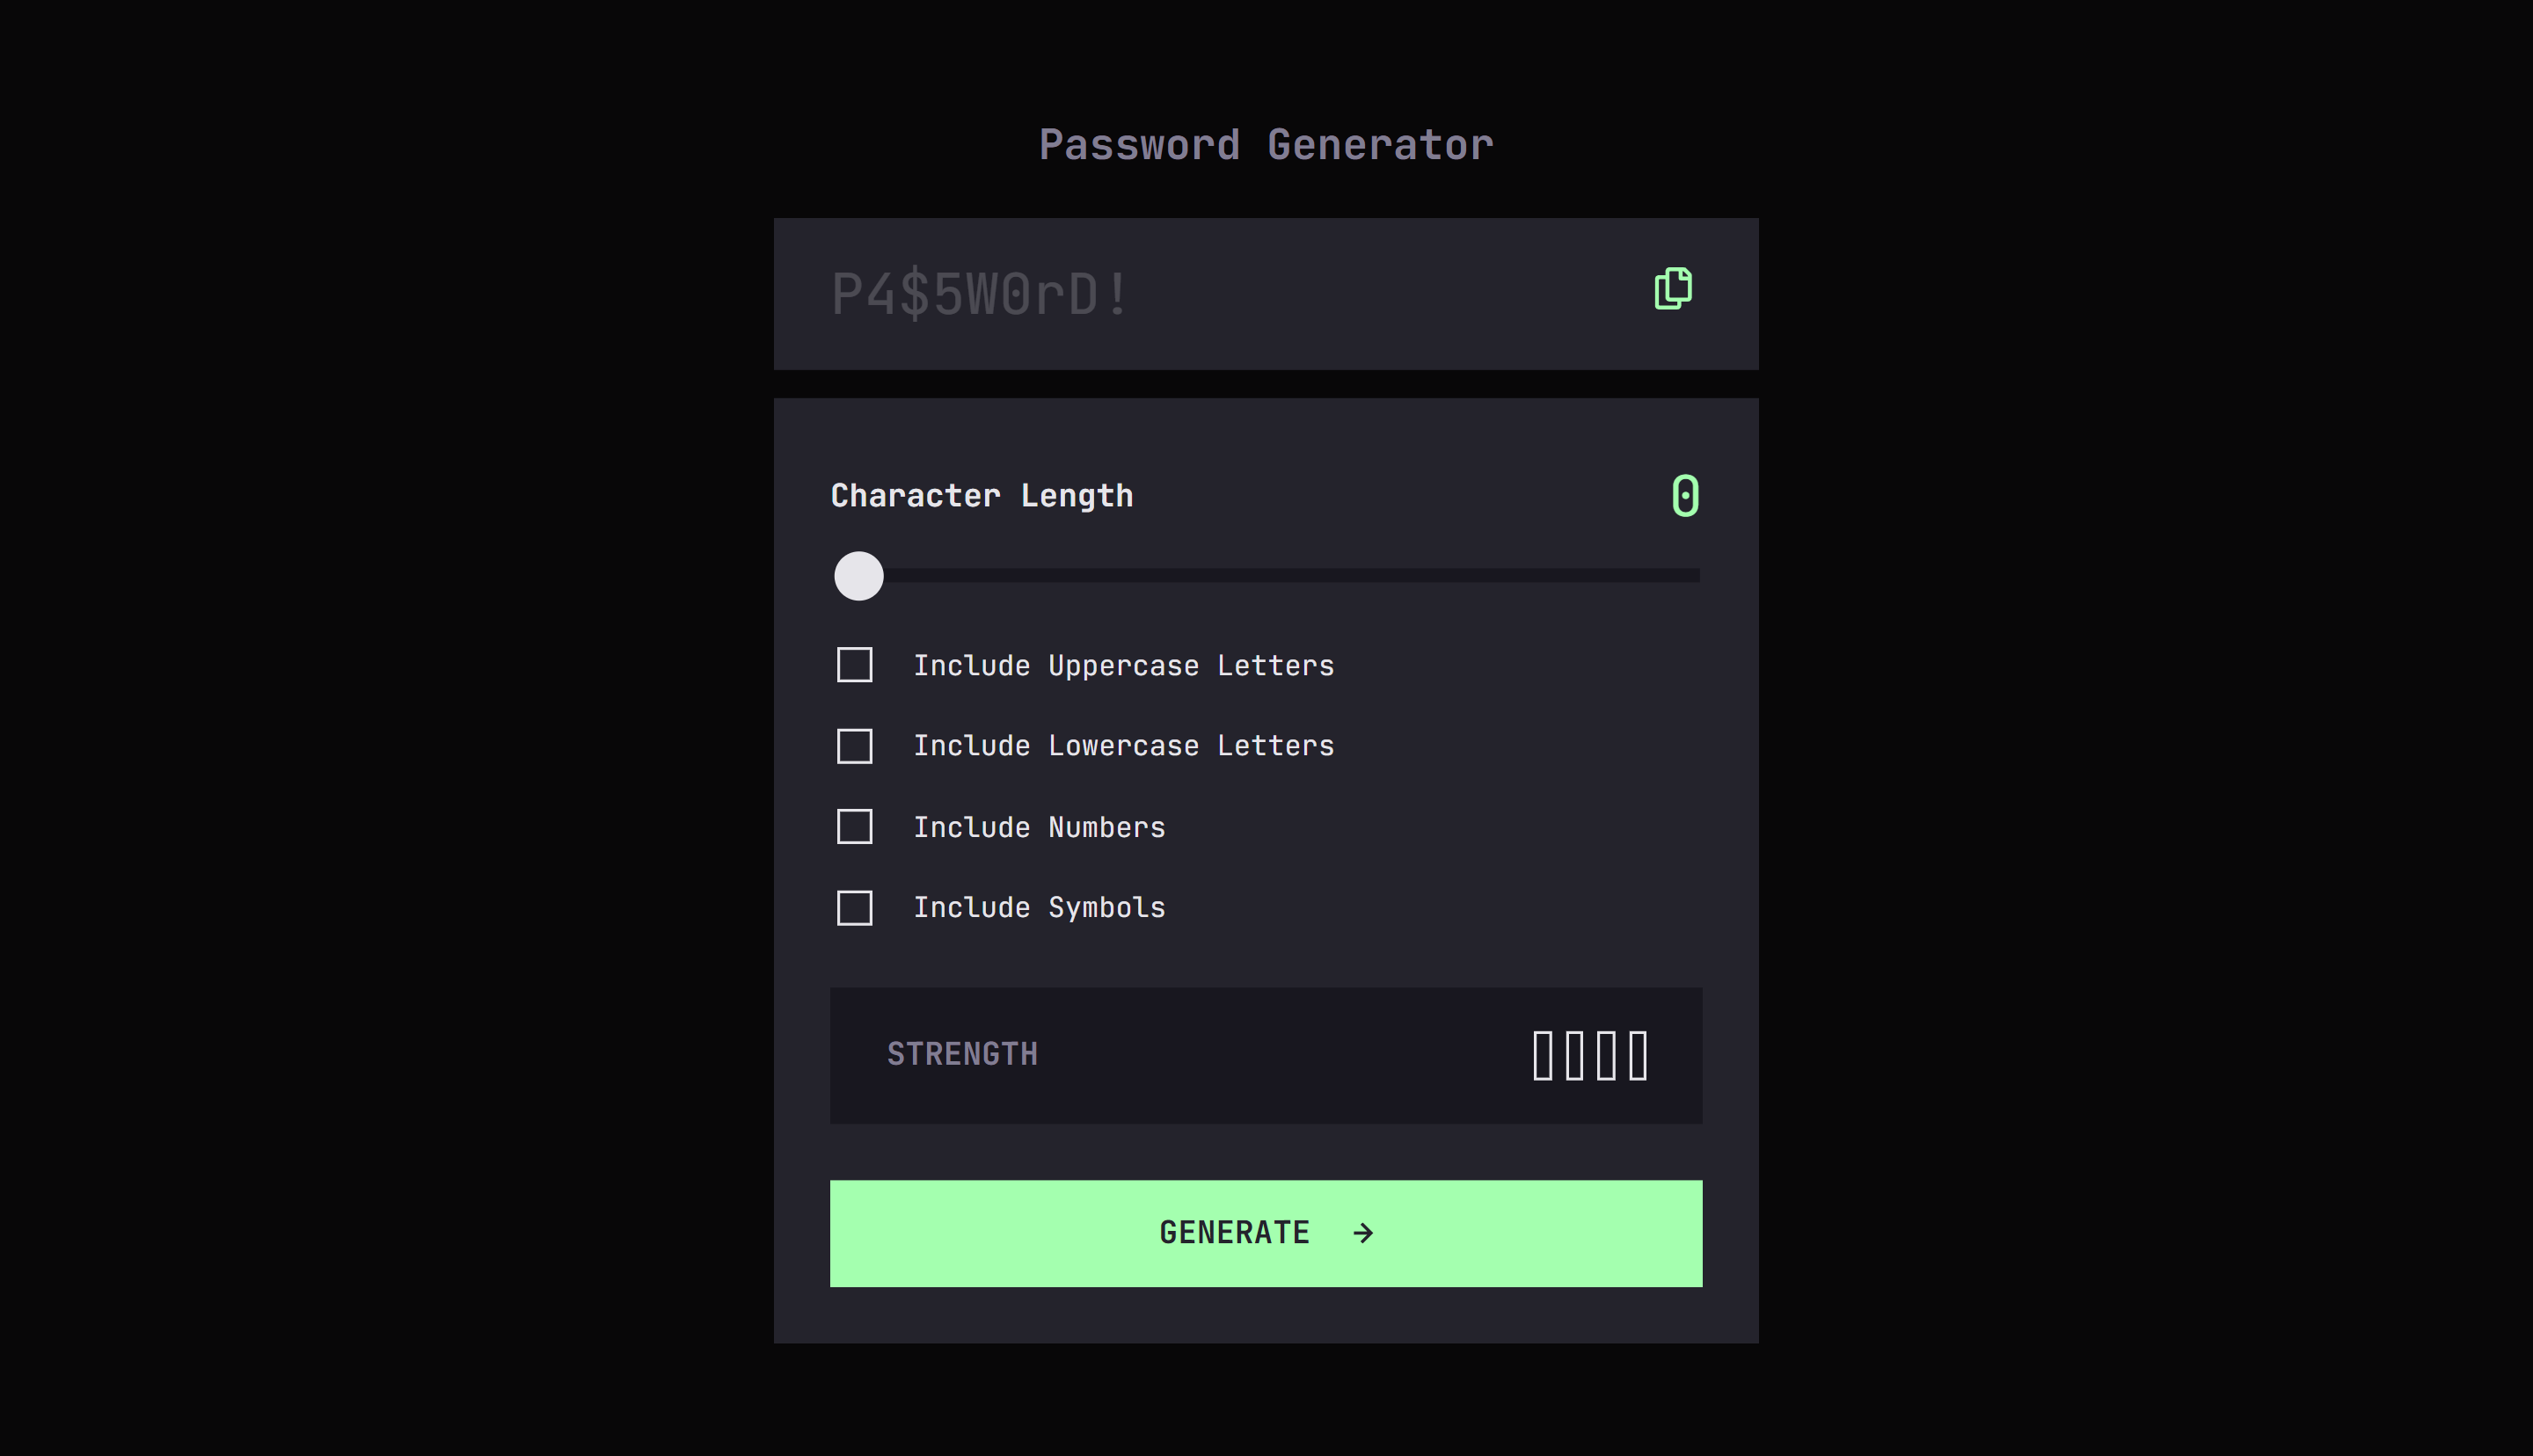 Password Generator
P4$5W0rD!
Character Length
0
Include Uppercase Letters
Include Lowercase Letters
Include Numbers
Include Symbols
STRENGTH
GENERATE →